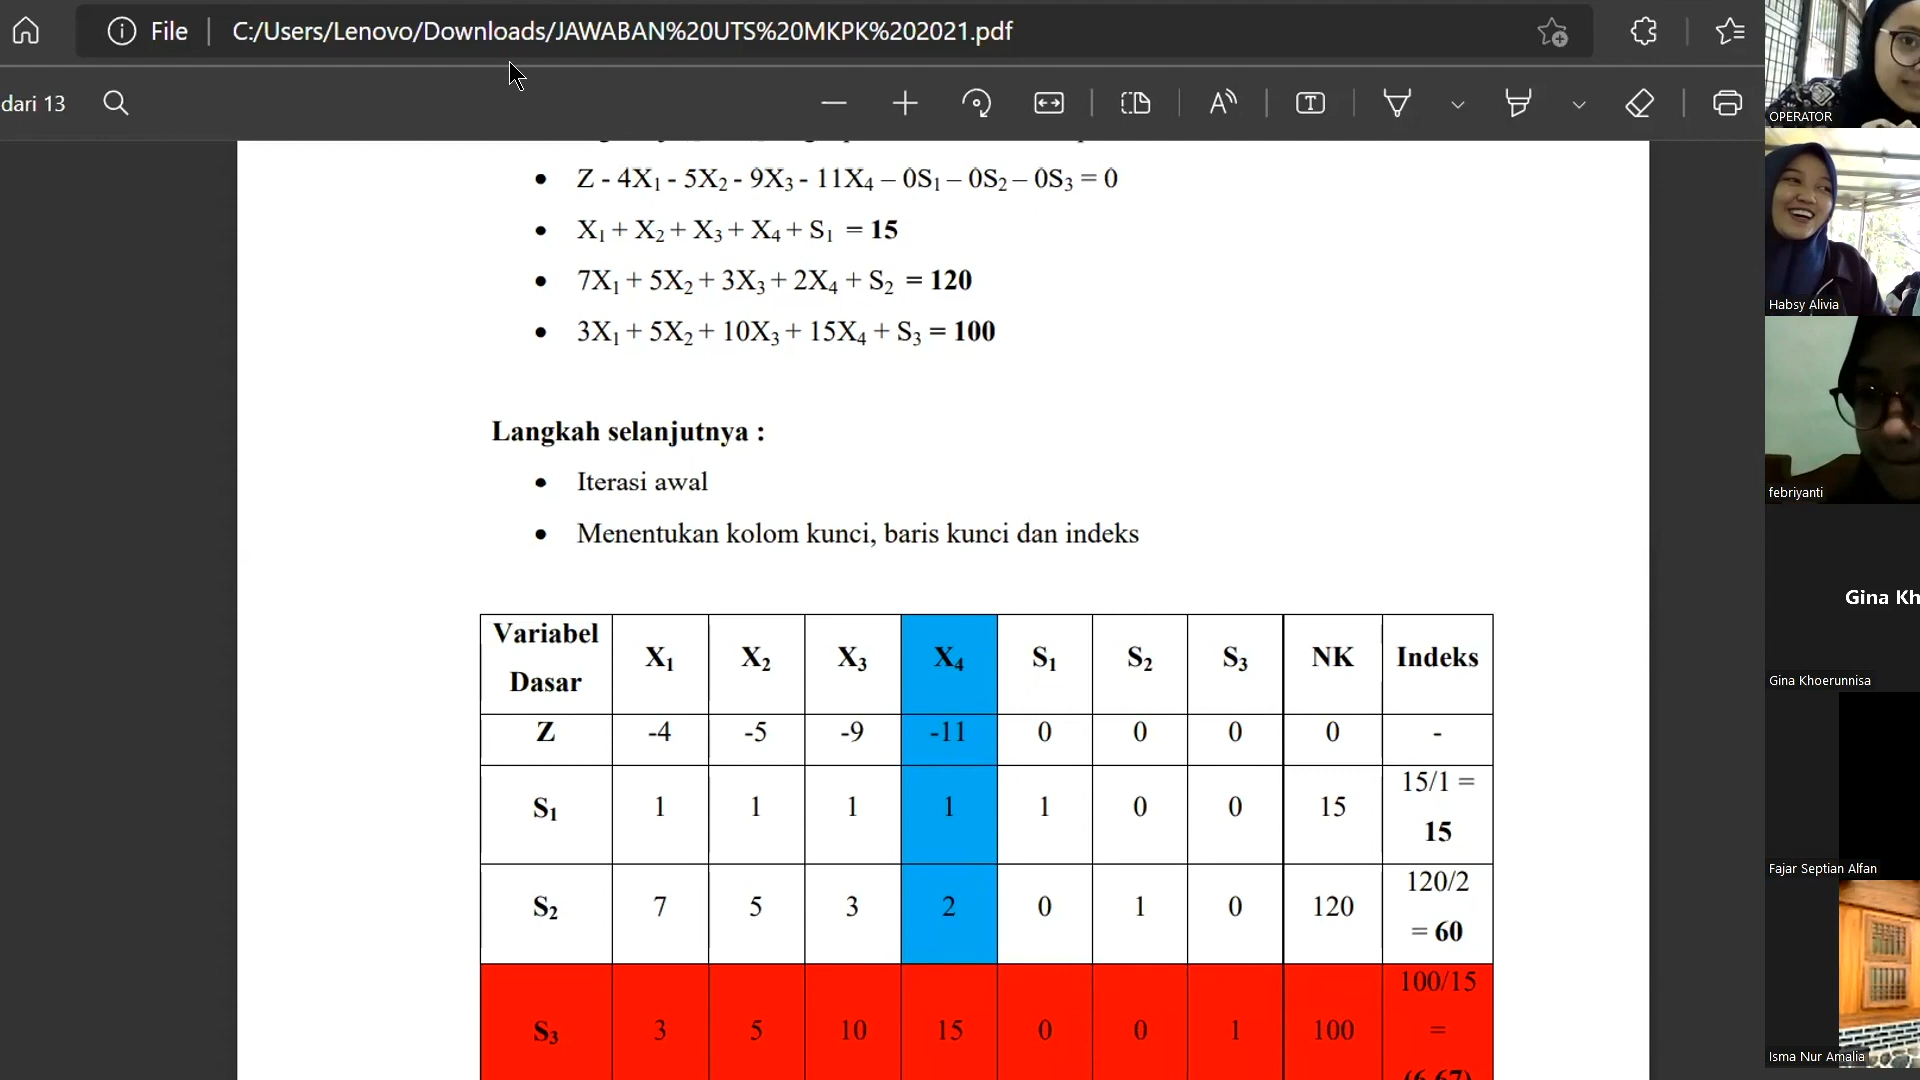 File | C:/Users/Lenovo/Downloads/JAWABAN%20UTS%20MKPK%202021.pdf
dari 13
OPERATOR
• Z - 4X₁ - 5X₂ - 9X₃ - 11X₄ – 0S₁ – 0S₂ – 0S₃ = 0
• X₁ + X₂ + X₃ + X₄ + S₁ = 15
• 7X₁ + 5X₂ + 3X₃ + 2X₄ + S₂ = 120
• 3X₁ + 5X₂ + 10X₃ + 15X₄ + S₃ = 100
Langkah selanjutnya :
• Iterasi awal
• Menentukan kolom kunci, baris kunci dan indeks
Variabel Dasar X₁ X₂ X₃ X₄ S₁ S₂ S₃ NK Indeks
Z -4 -5 -9 -11 0 0 0 0 -
S₁ 1 1 1 1 1 0 0 15 15/1 = 15
S₂ 7 5 3 2 0 1 0 120 120/2 = 60
S₃ 3 5 10 15 0 0 1 100 100/15 = (6,67)
Habsy Alivia
febriyanti
Gina Kh
Gina Khoerunnisa
Fajar Septian Alfan
Isma Nur Amalia